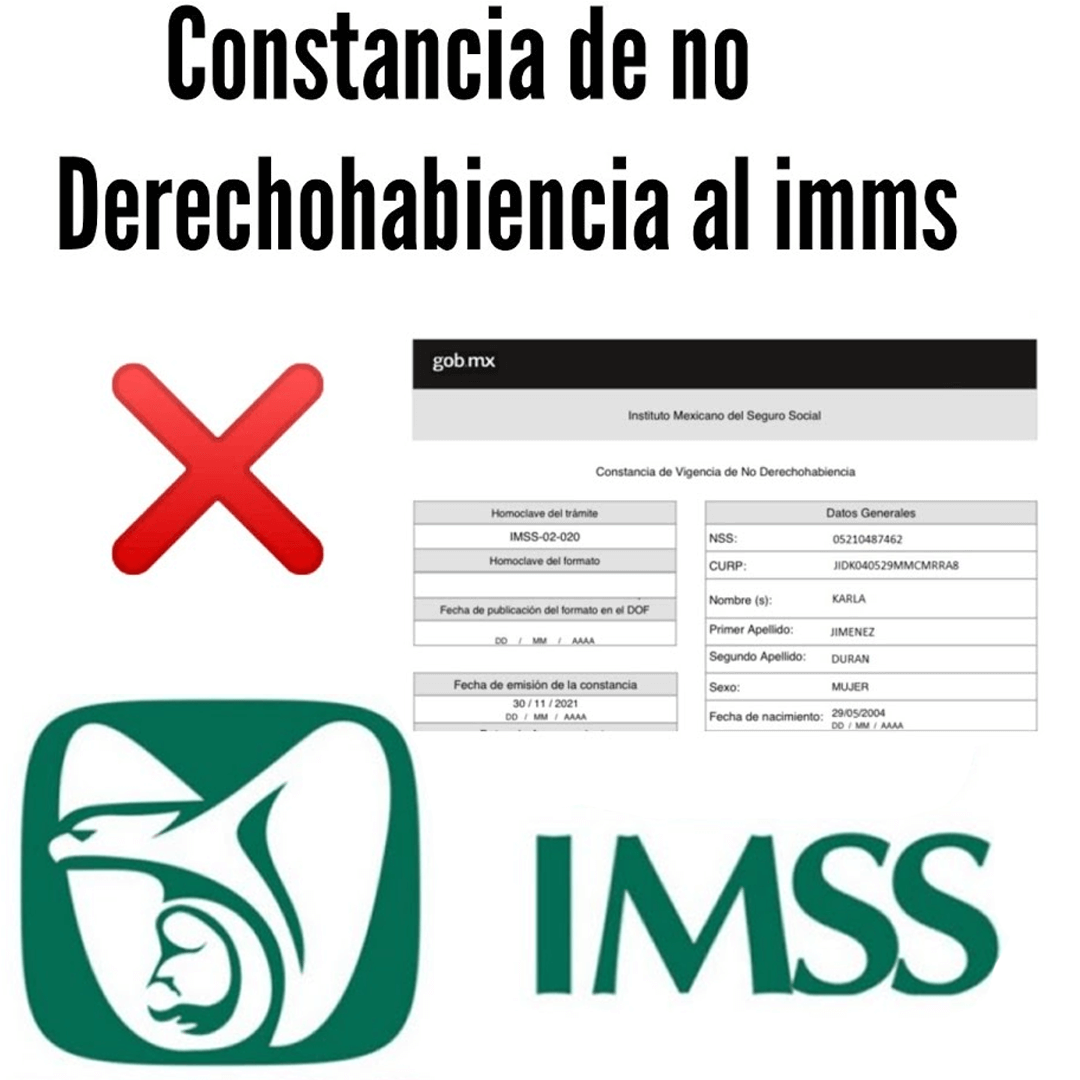 Constancia de no
Derechohabiencia al imms
gob.mx
Instituto Mexicano del Seguro Social
Constancia de Vigencia de No Derechohabiencia
Homoclave del trámite
IMSS-02-020
Homoclave del formato
Fecha de publicación del formato en el DOF
DD / MM / AAAA
Fecha de emisión de la constancia
30 / 11 / 2021
DD / MM / AAAA
Datos Generales
NSS: 05210487462
CURP: JIDK040529MMCMRRA8
Nombre (s): KARLA
Primer Apellido: JIMENEZ
Segundo Apellido: DURAN
Sexo: MUJER
Fecha de nacimiento: 29/05/2004
DD / MM / AAAA
IMSS